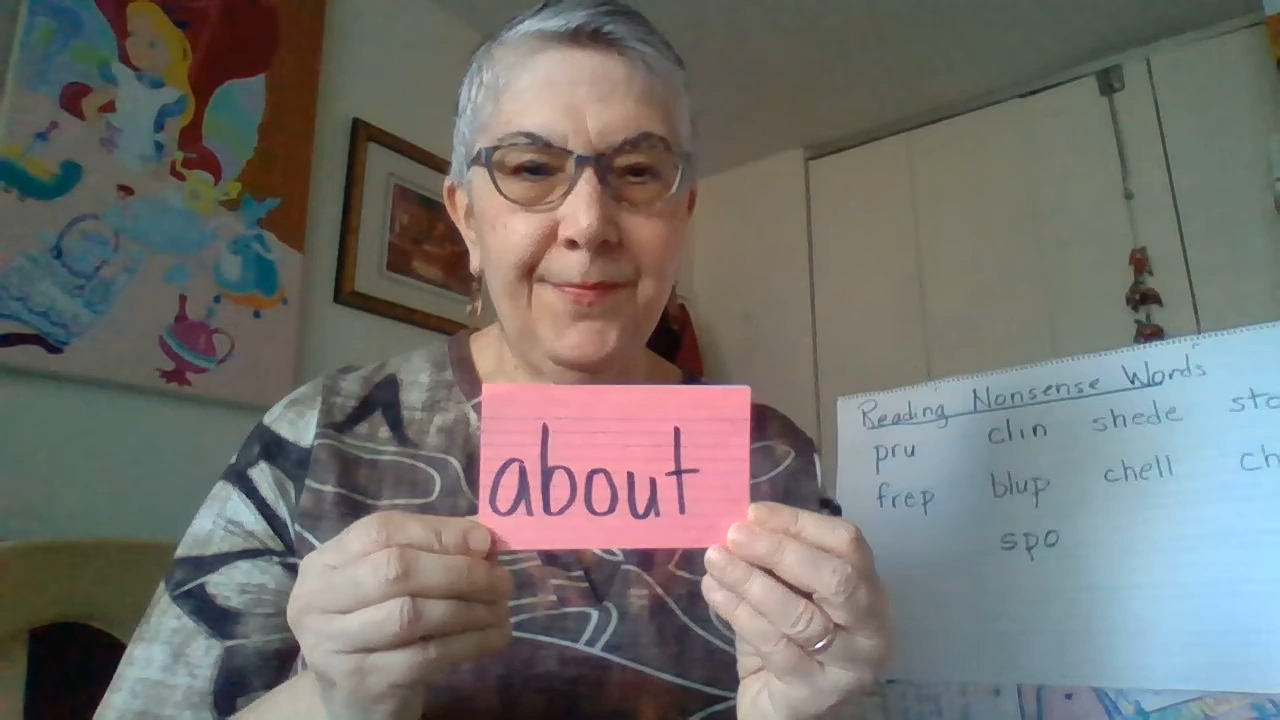 about
Reading Nonsense Words
pru clin shede
frep blup chell
spo